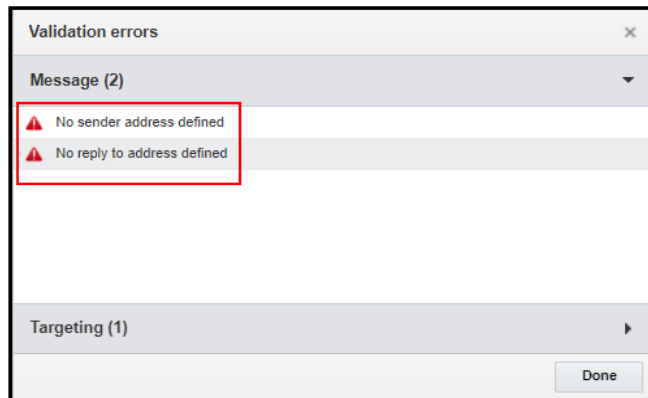 Validation errors
Message (2)
No sender address defined
No reply to address defined
Targeting (1)
Done